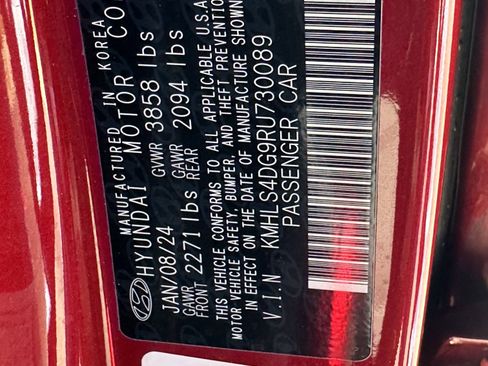 MANUFACTURED IN KOREA
HYUNDAI MOTOR CO
JAN/08/24 GVWR 3858 lbs
GAWR FRONT 2271 lbs GAWR REAR 2094 lbs
THIS VEHICLE CONFORMS TO ALL APPLICABLE U.S.A
MOTOR VEHICLE SAFETY, BUMPER, AND THEFT PREVENTION
IN EFFECT ON THE DATE OF MANUFACTURE SHOWN
V.I.N KMHLS4DG9RU730089
PASSENGER CAR